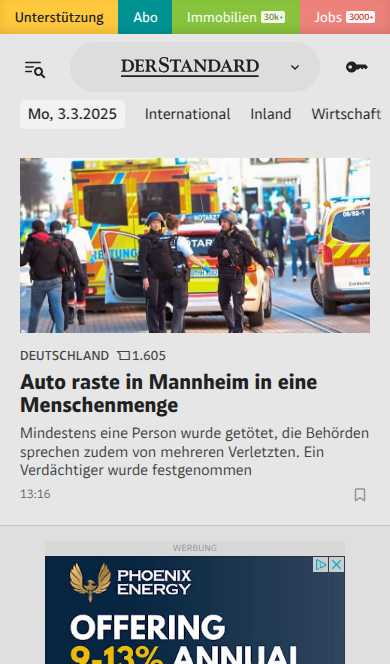 Unterstützung
Abo
Immobilien 30k+
Jobs 3000+
DERSTANDARD
Mo, 3.3.2025 International Inland Wirtschaft
NOTARZT
NOTAR
DEUTSCHLAND 1.605
Auto raste in Mannheim in eine
Menschenmenge
Mindestens eine Person wurde getötet, die Behörden
sprechen zudem von mehreren Verletzten. Ein
Verdächtiger wurde festgenommen
13:16
WERBUNG
PHOENIX
ENERGY
OFFERING
9-13% ANNUAL